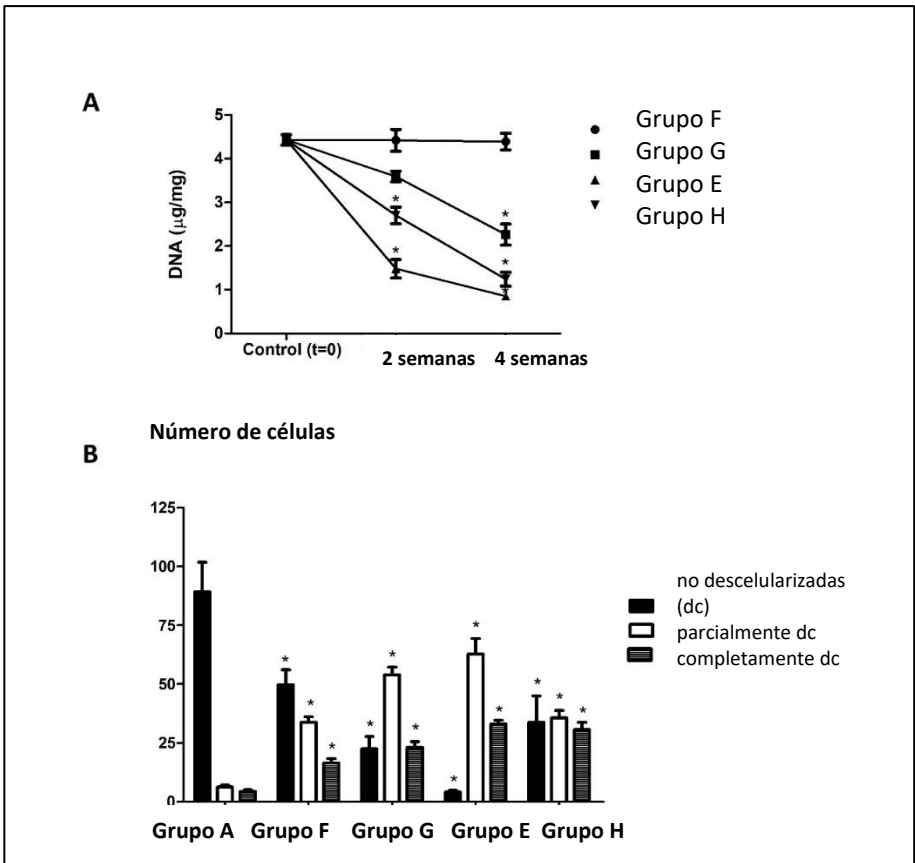 A
5
4
3
2
1
0
DNA (µg/mg)
Control (t=0)
2 semanas
4 semanas
Grupo F
Grupo G
Grupo E
Grupo H
*
*
*
*
*
Número de células
B
125
100
75
50
25
0
*
*
*
*
*
*
*
*
*
*
*
*
Grupo A
Grupo F
Grupo G
Grupo E
Grupo H
no descelularizadas
(dc)
parcialmente dc
completamente dc